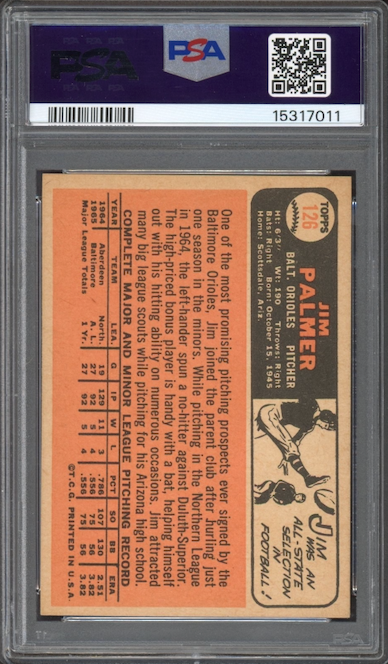 PSA
PSA
15317011
TOPPS
126
JIM
PALMER
BALT. ORIOLES PITCHER
Ht: 6'3" Wt: 190 Throws: Right
Bats: Right Born: October 15, 1945
Home: Scottsdale, Ariz.
JIM
WAS AN
ALL-STATE
SELECTION
IN
FOOTBALL!
One of the most promising pitching prospects ever signed by the
Baltimore Orioles, Jim joined the parent club after hurling just
one season in the minors. While pitching in the Northern League
in 1964, the left-hander spun a no-hitter against Duluth-Superior.
The high-priced bonus player is handy with a bat, helping himself
out with his hitting ability on numerous occasions. Jim attracted
many big league scouts while pitching for his Arizona high school.
COMPLETE MAJOR AND MINOR LEAGUE PITCHING RECORD
YEAR TEAM LEA. G IP W L PCT SO BB ERA
1964 Aberdeen North. 19 129 11 3 .786 107 130 2.51
1965 Baltimore A.L. 27 92 5 4 .556 75 56 3.82
Major League Totals 1 Yr. 27 92 5 4 .556 75 56 3.82
©T.C.G. PRINTED IN U.S.A.